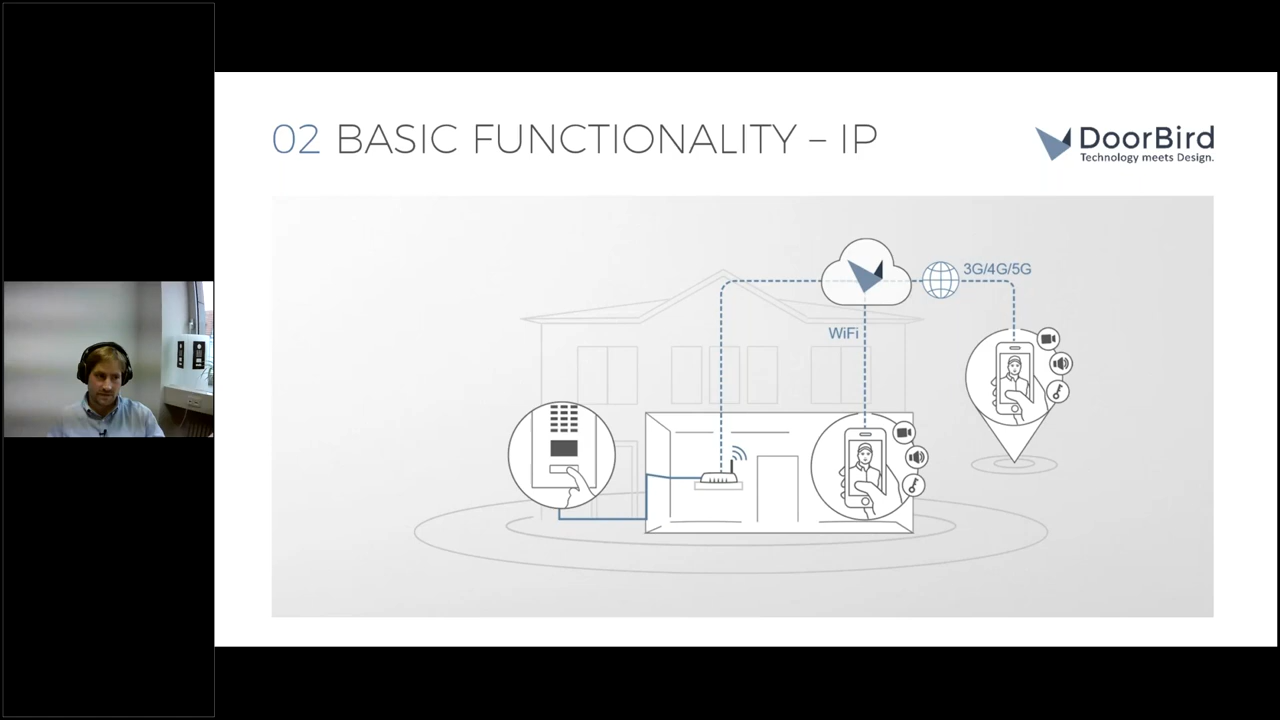 02 BASIC FUNCTIONALITY – IP
DoorBird
Technology meets Design.
3G/4G/5G
WiFi